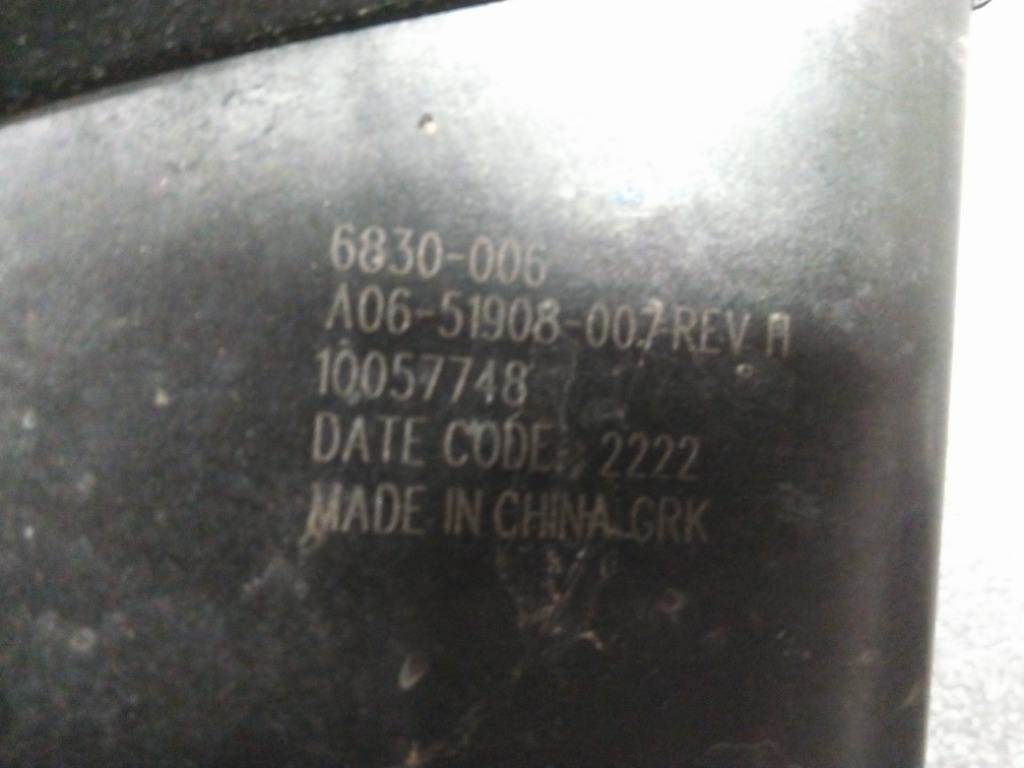 6830-006
A06-51908-007 REV A
10057748
DATE CODE: 2222
MADE IN CHINA GRK